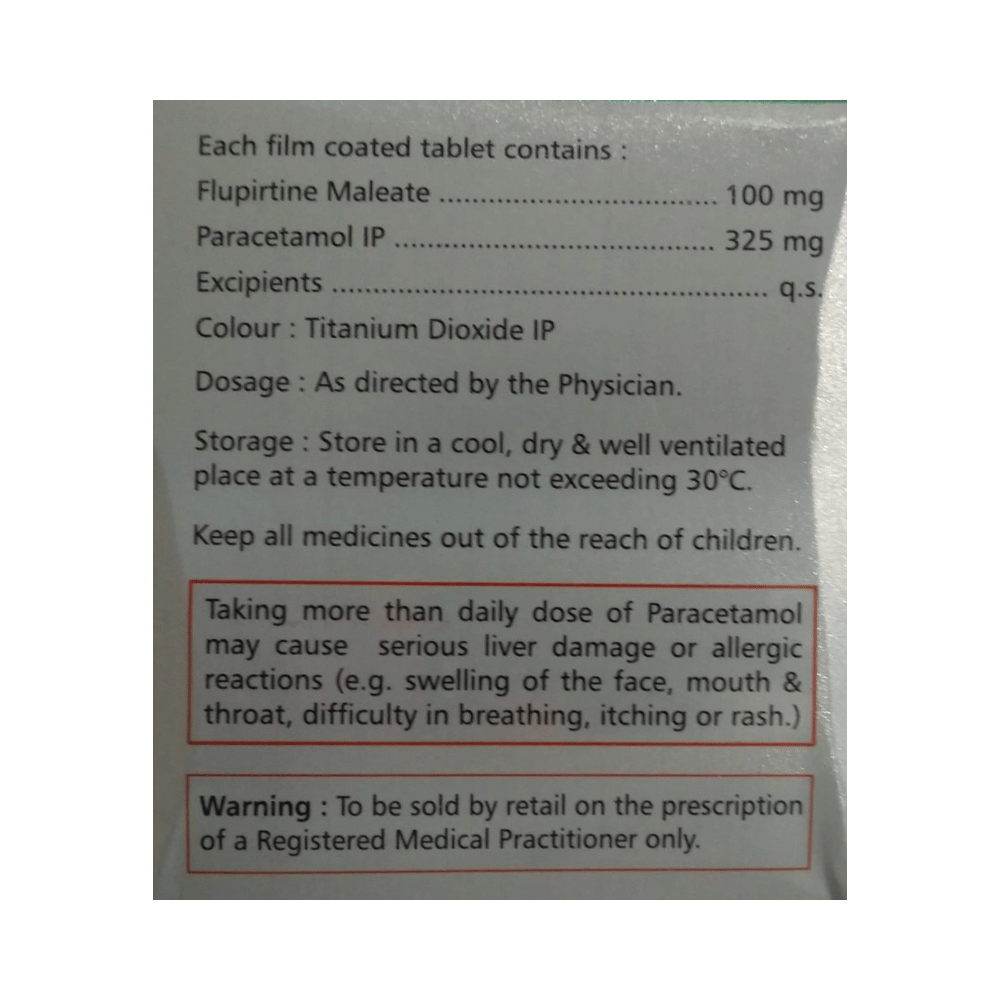 Each film coated tablet contains :
Flupirtine Maleate .................................. 100 mg
Paracetamol IP ....................................... 325 mg
Excipients ..................................................... q.s.
Colour : Titanium Dioxide IP
Dosage : As directed by the Physician.
Storage : Store in a cool, dry & well ventilated
place at a temperature not exceeding 30°C.
Keep all medicines out of the reach of children.
Taking more than daily dose of Paracetamol
may cause serious liver damage or allergic
reactions (e.g. swelling of the face, mouth &
throat, difficulty in breathing, itching or rash.)
Warning : To be sold by retail on the prescription
of a Registered Medical Practitioner only.